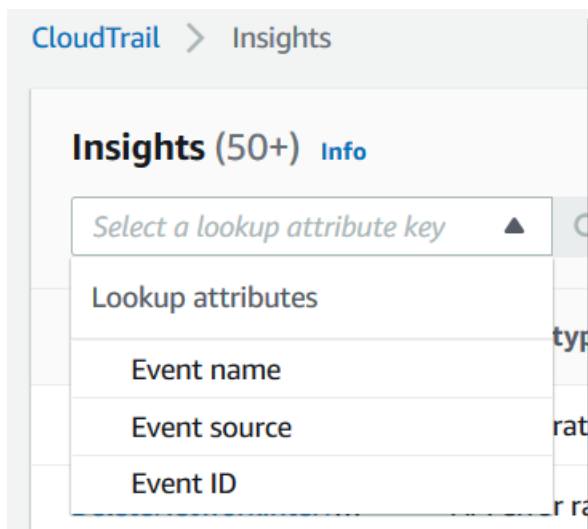 CloudTrail > Insights
Insights (50+) Info
Select a lookup attribute key
Lookup attributes
Event name
Event source
Event ID